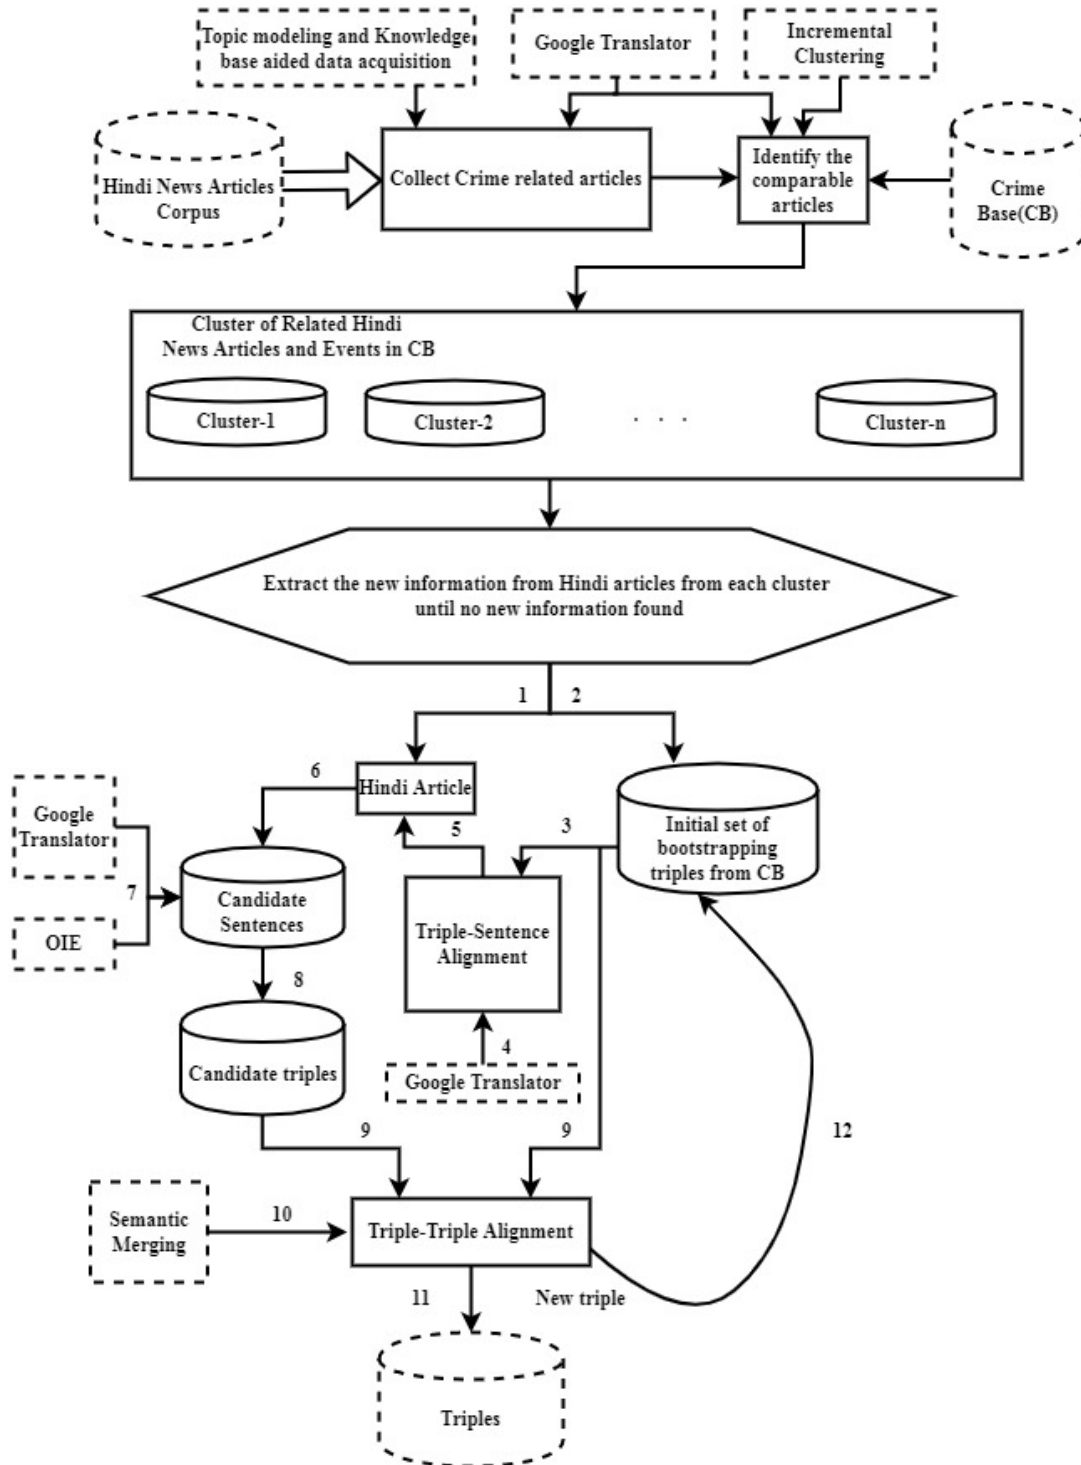 Topic modeling and Knowledge
base aided data acquisition
Google Translator
Incremental
Clustering
Hindi News Articles
Corpus
Collect Crime related articles
Identify the
comparable
articles
Crime
Base(CB)
Cluster of Related Hindi
News Articles and Events in CB
Cluster-1
Cluster-2
. . .
Cluster-n
Extract the new information from Hindi articles from each cluster
until no new information found
1
2
Hindi Article
6
Google
Translator
7
OIE
Candidate
Sentences
5
3
Initial set of
bootstrapping
triples from CB
Triple-Sentence
Alignment
8
4
Google Translator
Candidate triples
9
9
12
Semantic
Merging
10
Triple-Triple Alignment
11
New triple
Triples